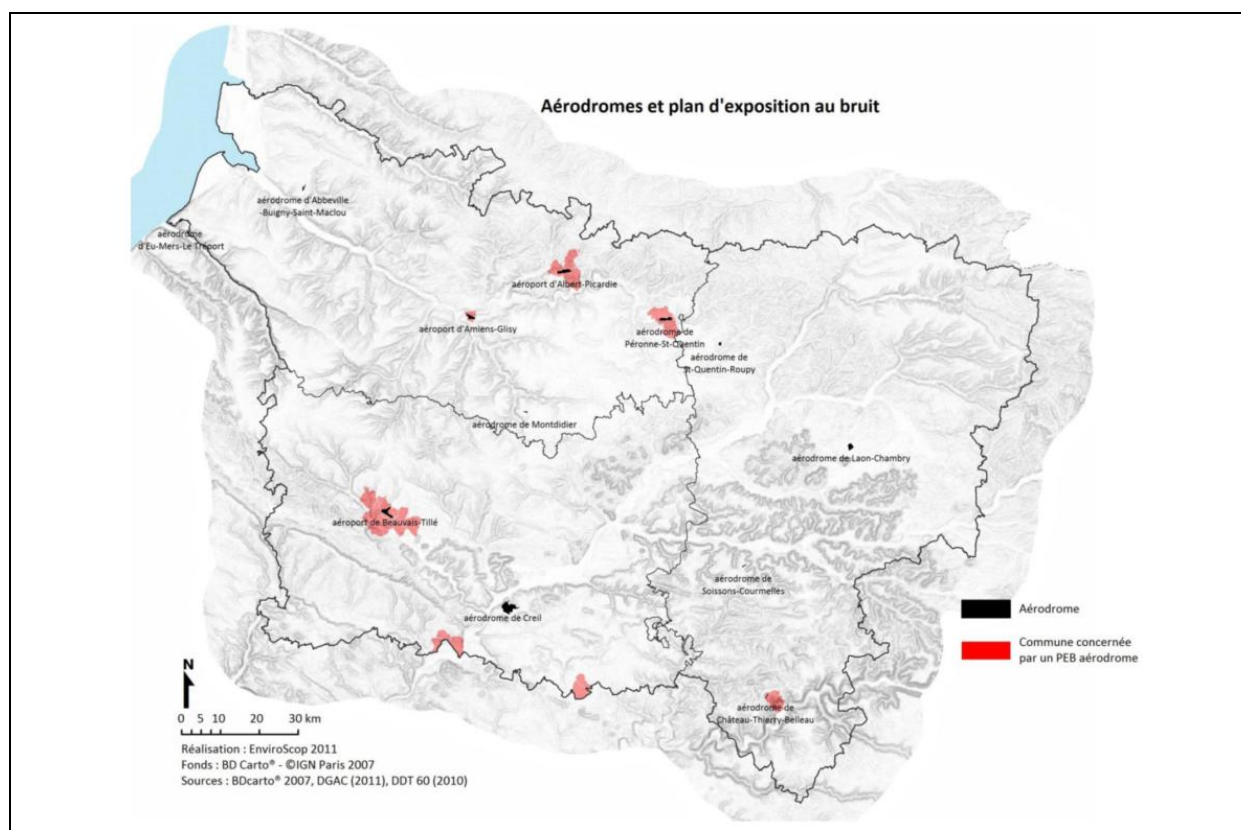 Aérodromes et plan d'exposition au bruit
aérodrome d'Abbeville
-Buigny-Saint-Maclou
aérodrome
d'Eu-Mers-Le Tréport
aéroport d'Albert-Picardie
aéroport d'Amiens-Glisy
aérodrome de
Péronne-St-Quentin
aérodrome de
St-Quentin-Roupy
aérodrome de Montdidier
aérodrome de Laon-Chambry
aéroport de Beauvais-Tillé
aérodrome de
Soissons-Courmelles
aérodrome de Creil
Aérodrome
Commune concernée
par un PEB aérodrome
aérodrome de
Château-Thierry-Belleau
N
0 5 10 20 30 km
Réalisation : EnviroScop 2011
Fonds : BD Carto® - ©IGN Paris 2007
Sources : BDcarto® 2007, DGAC (2011), DDT 60 (2010)